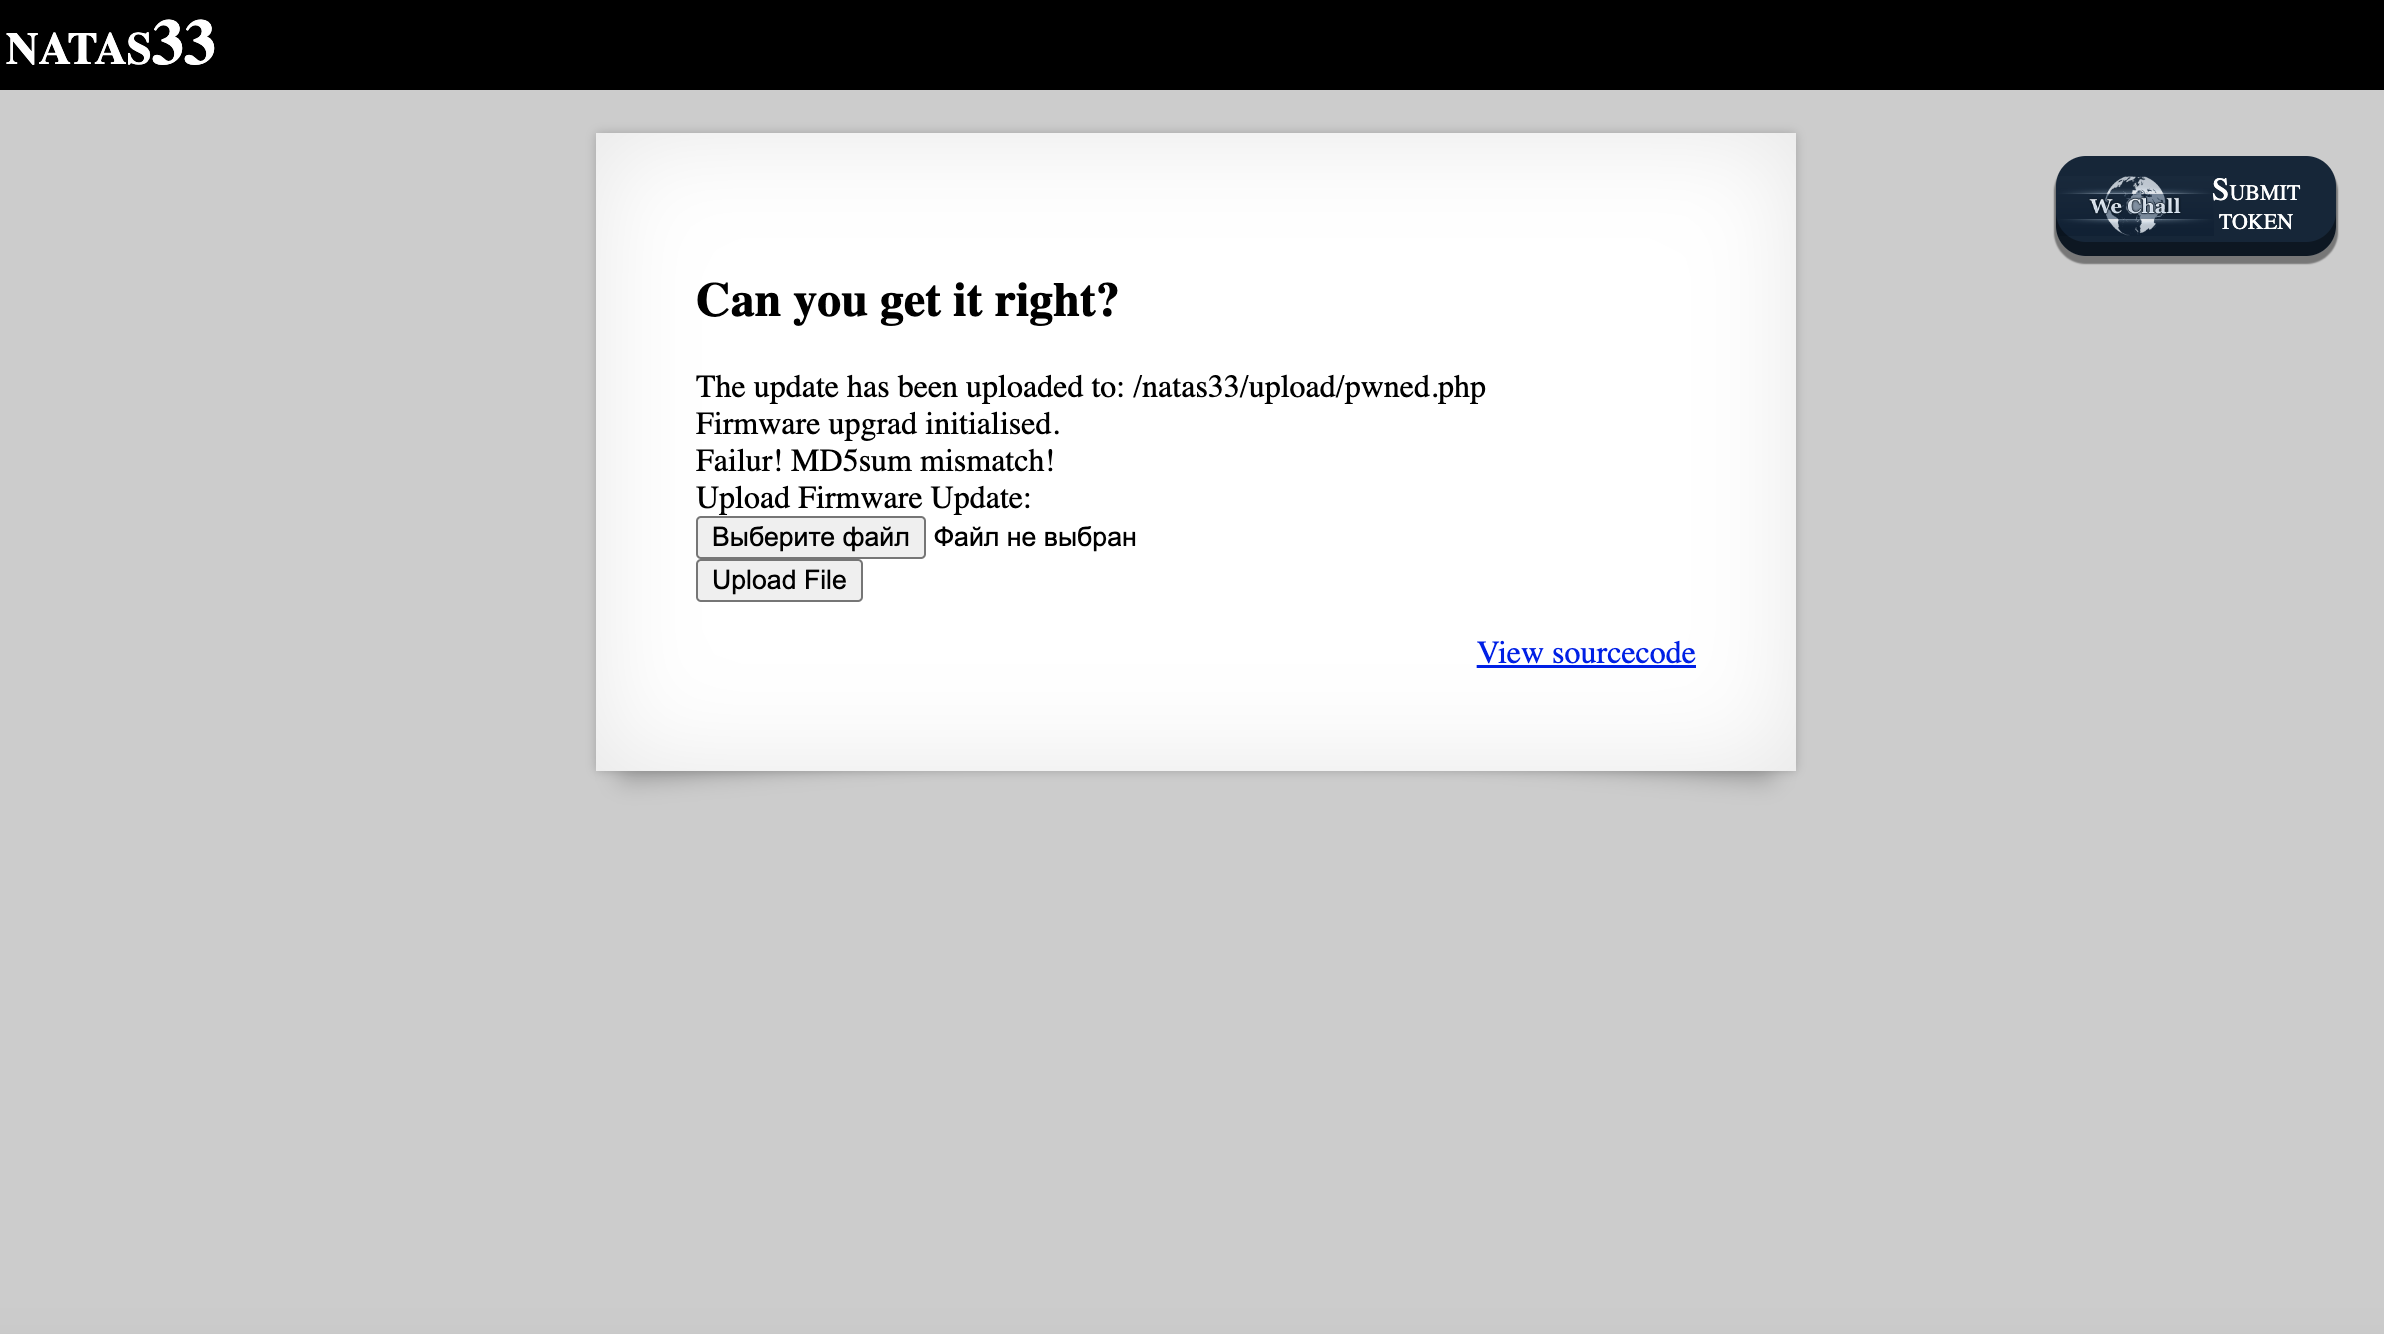 NATAS33
We Chall
SUBMIT
TOKEN
Can you get it right?
The update has been uploaded to: /natas33/upload/pwned.php
Firmware upgrad initialised.
Failur! MD5sum mismatch!
Upload Firmware Update:
Выберите файл Файл не выбран
Upload File
View sourcecode